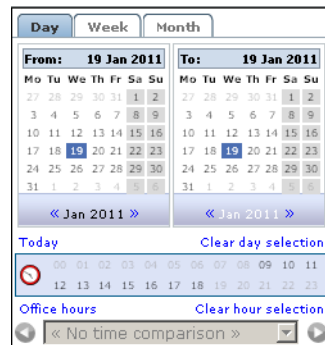 Day Week Month
From: 19 Jan 2011 To: 19 Jan 2011
Mo Tu We Th Fr Sa Su Mo Tu We Th Fr Sa Su
27 28 29 30 31 1 2 27 28 29 30 31 1 2
3 4 5 6 7 8 9 3 4 5 6 7 8 9
10 11 12 13 14 15 16 10 11 12 13 14 15 16
17 18 19 20 21 22 23 17 18 19 20 21 22 23
24 25 26 27 28 29 30 24 25 26 27 28 29 30
31 1 2 3 4 5 6 31 1 2 3 4 5 6
« Jan 2011 » « Jan 2011 »
Today Clear day selection
00 01 02 03 04 05 06 07 08 09 10 11
12 13 14 15 16 17 18 19 20 21 22 23
Office hours Clear hour selection
« No time comparison »